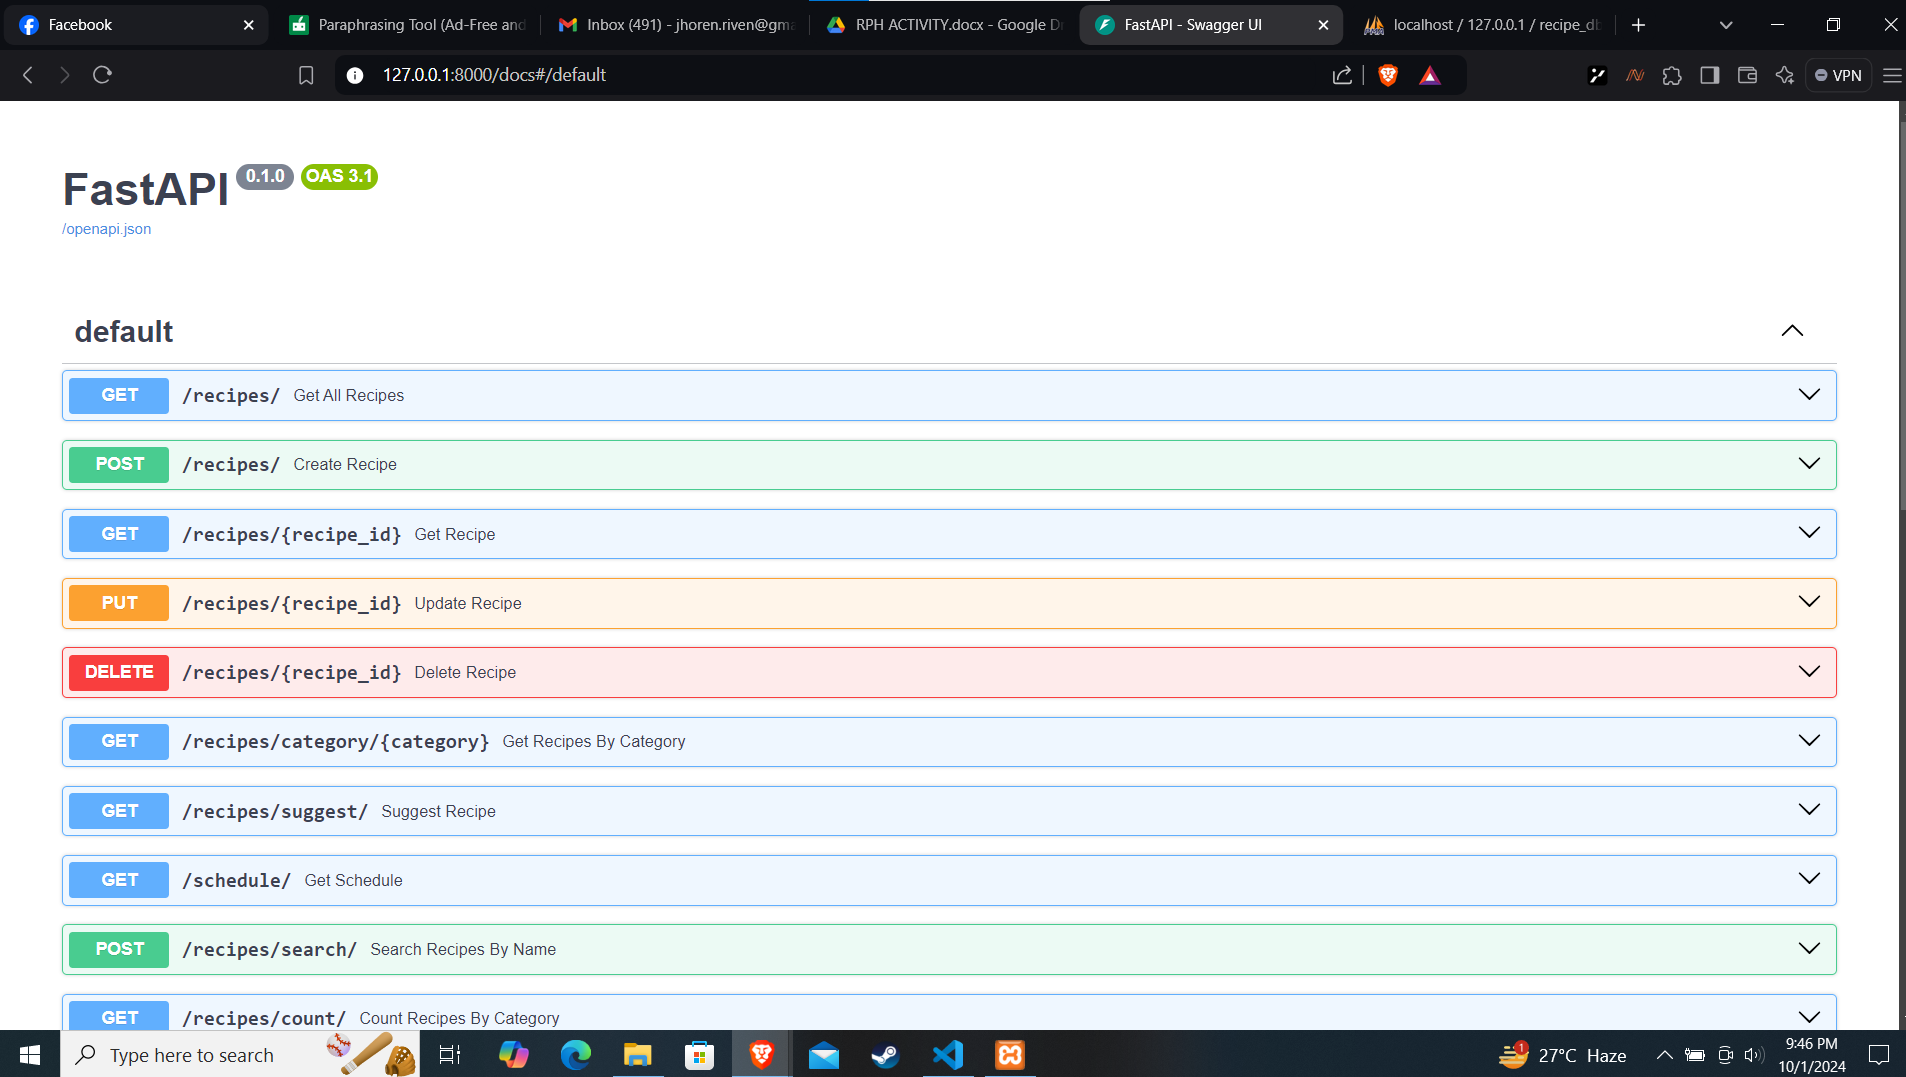 Facebook
Paraphrasing Tool (Ad-Free and
Inbox (491) - jhoren.riven@gma
RPH ACTIVITY.docx - Google Dr
FastAPI - Swagger UI
localhost / 127.0.0.1 / recipe_db
127.0.0.1:8000/docs#/default
VPN
FastAPI 0.1.0 OAS 3.1
/openapi.json
default
GET /recipes/ Get All Recipes
POST /recipes/ Create Recipe
GET /recipes/{recipe_id} Get Recipe
PUT /recipes/{recipe_id} Update Recipe
DELETE /recipes/{recipe_id} Delete Recipe
GET /recipes/category/{category} Get Recipes By Category
GET /recipes/suggest/ Suggest Recipe
GET /schedule/ Get Schedule
POST /recipes/search/ Search Recipes By Name
GET /recipes/count/ Count Recipes By Category
Type here to search
1
27°C Haze
9:46 PM
10/1/2024